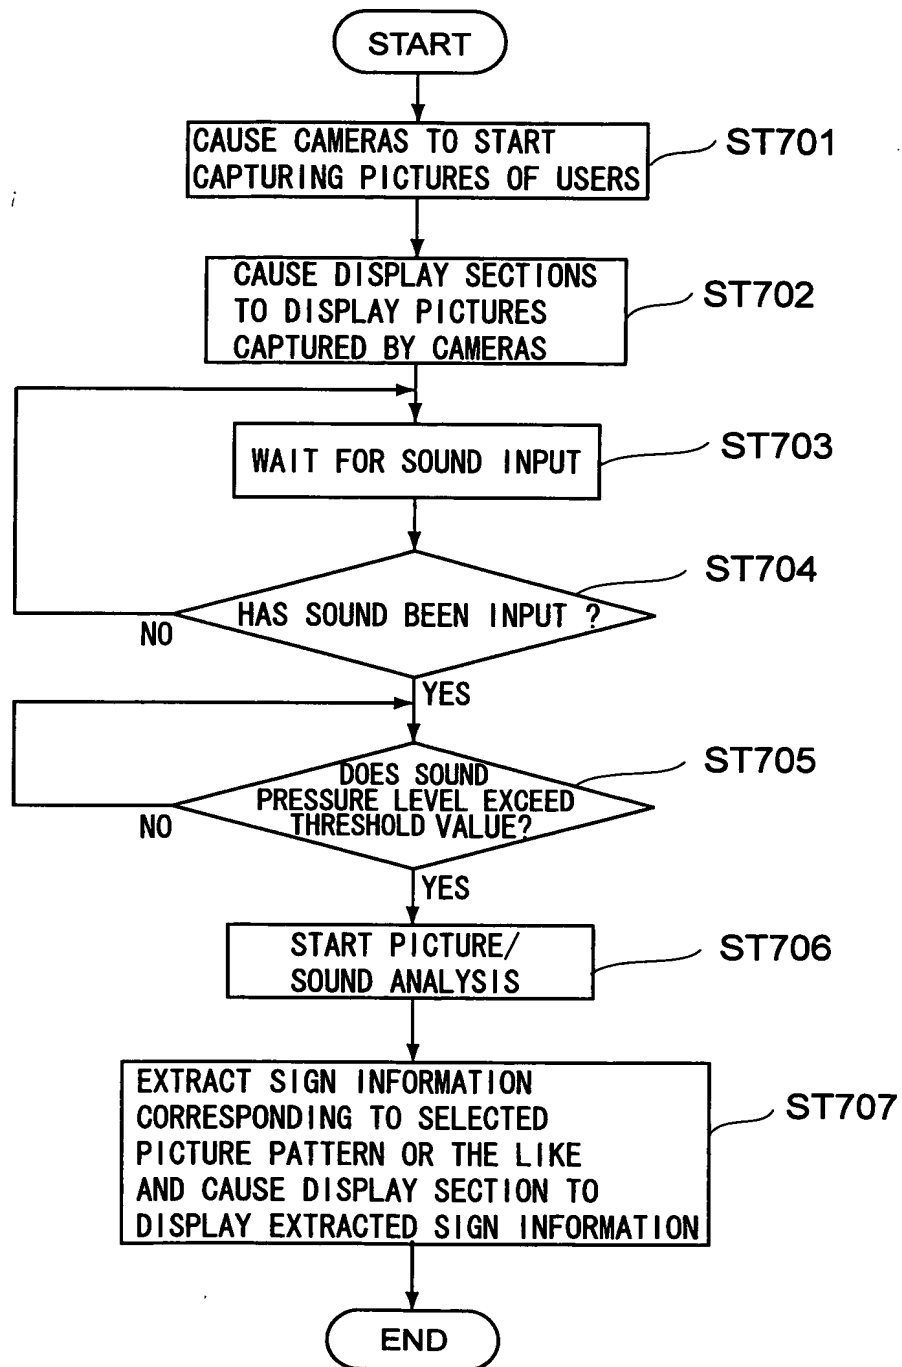 START
CAUSE CAMERAS TO START
CAPTURING PICTURES OF USERS
ST701
CAUSE DISPLAY SECTIONS
TO DISPLAY PICTURES
CAPTURED BY CAMERAS
ST702
WAIT FOR SOUND INPUT
ST703
HAS SOUND BEEN INPUT ?
ST704
NO
YES
DOES SOUND
PRESSURE LEVEL EXCEED
THRESHOLD VALUE?
ST705
NO
YES
START PICTURE/
SOUND ANALYSIS
ST706
EXTRACT SIGN INFORMATION
CORRESPONDING TO SELECTED
PICTURE PATTERN OR THE LIKE
AND CAUSE DISPLAY SECTION TO
DISPLAY EXTRACTED SIGN INFORMATION
ST707
END